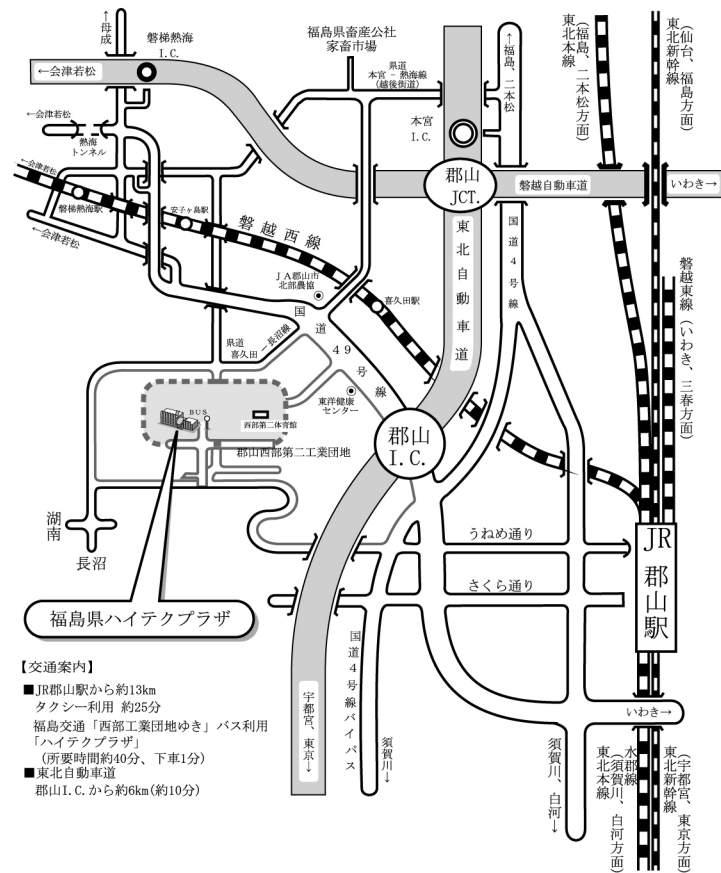 ←母成
磐梯熱海
I.C.
←会津若松
福島県畜産公社
家畜市場
県道
本宮－熱海線
(越後街道)
←福島、二本松
東北本線
(福島、二本松方面)
東北新幹線
(仙台、福島方面)
本宮
I.C.
←会津若松
熱海
トンネル
←会津若松
磐梯熱海駅
←会津若松
安子ヶ島駅
磐越西線
郡山
JCT.
磐越自動車道
いわき→
国道4号線
東北自動車道
JA郡山市
北部農協
喜久田駅
磐越東線(いわき、三春方面)
国道49号線
県道
喜久田－長沼線
東洋健康
センター
BUS
西部第二体育館
郡山西部第二工業団地
郡山
I.C.
湖南
長沼
うねめ通り
さくら通り
JR郡山駅
福島県ハイテクプラザ
国道4号線バイパス
宇都宮、東京→
須賀川→
須賀川、白河→
いわき→
東北本線
(須賀川、白河方面)
水郡線
東北新幹線
(宇都宮、東京方面)
【交通案内】
■JR郡山駅から約13km
タクシー利用 約25分
福島交通「西部工業団地ゆき」バス利用
「ハイテクプラザ」
(所要時間約40分、下車1分)
■東北自動車道
郡山I.C.から約6km(約10分)